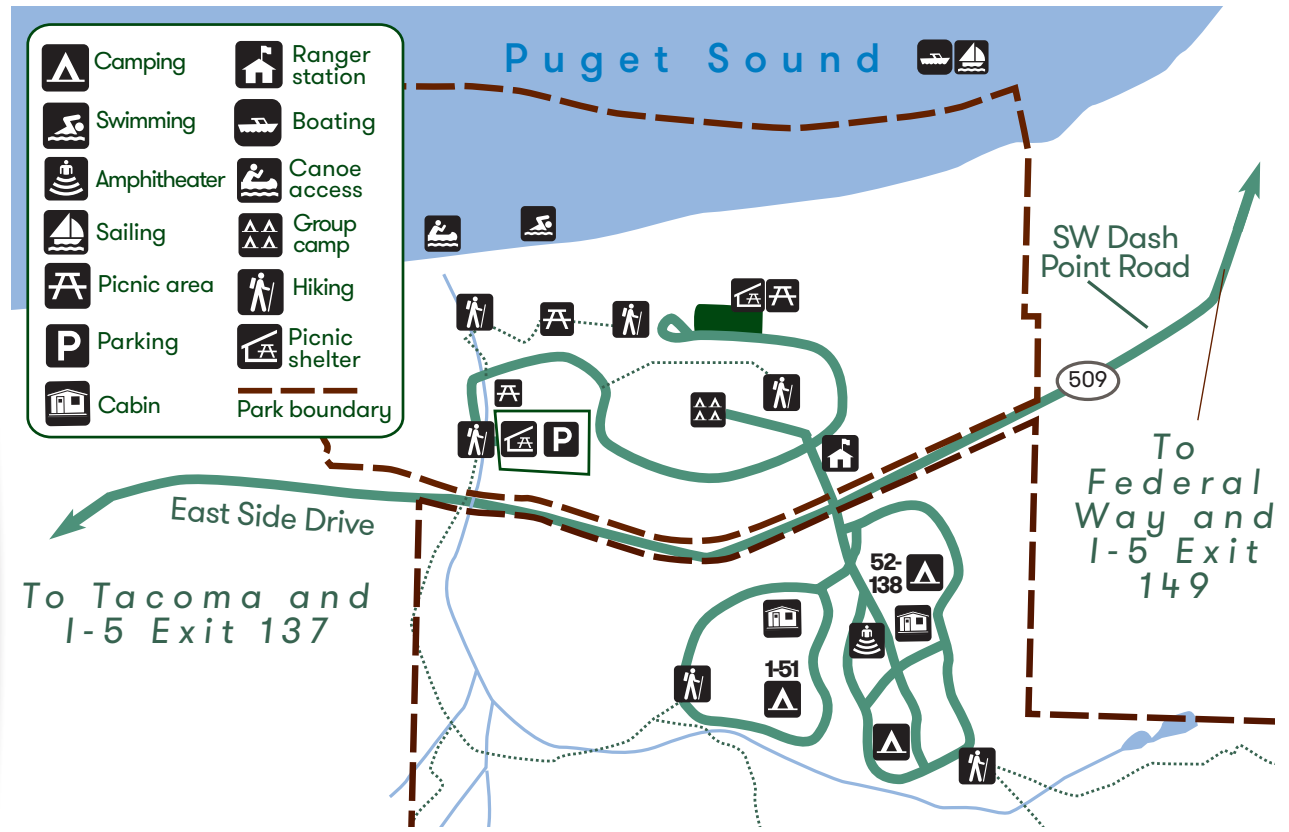 Camping
Swimming
Amphitheater
Sailing
Picnic area
P
Parking
Cabin
Ranger
station
Boating
Canoe
access
Group
camp
Hiking
Picnic
shelter
Park boundary
Puget Sound
SW Dash
Point Road
509
To
Federal
Way and
I-5 Exit
149
P
East Side Drive
To Tacoma and
I-5 Exit 137
52-
138
1-51